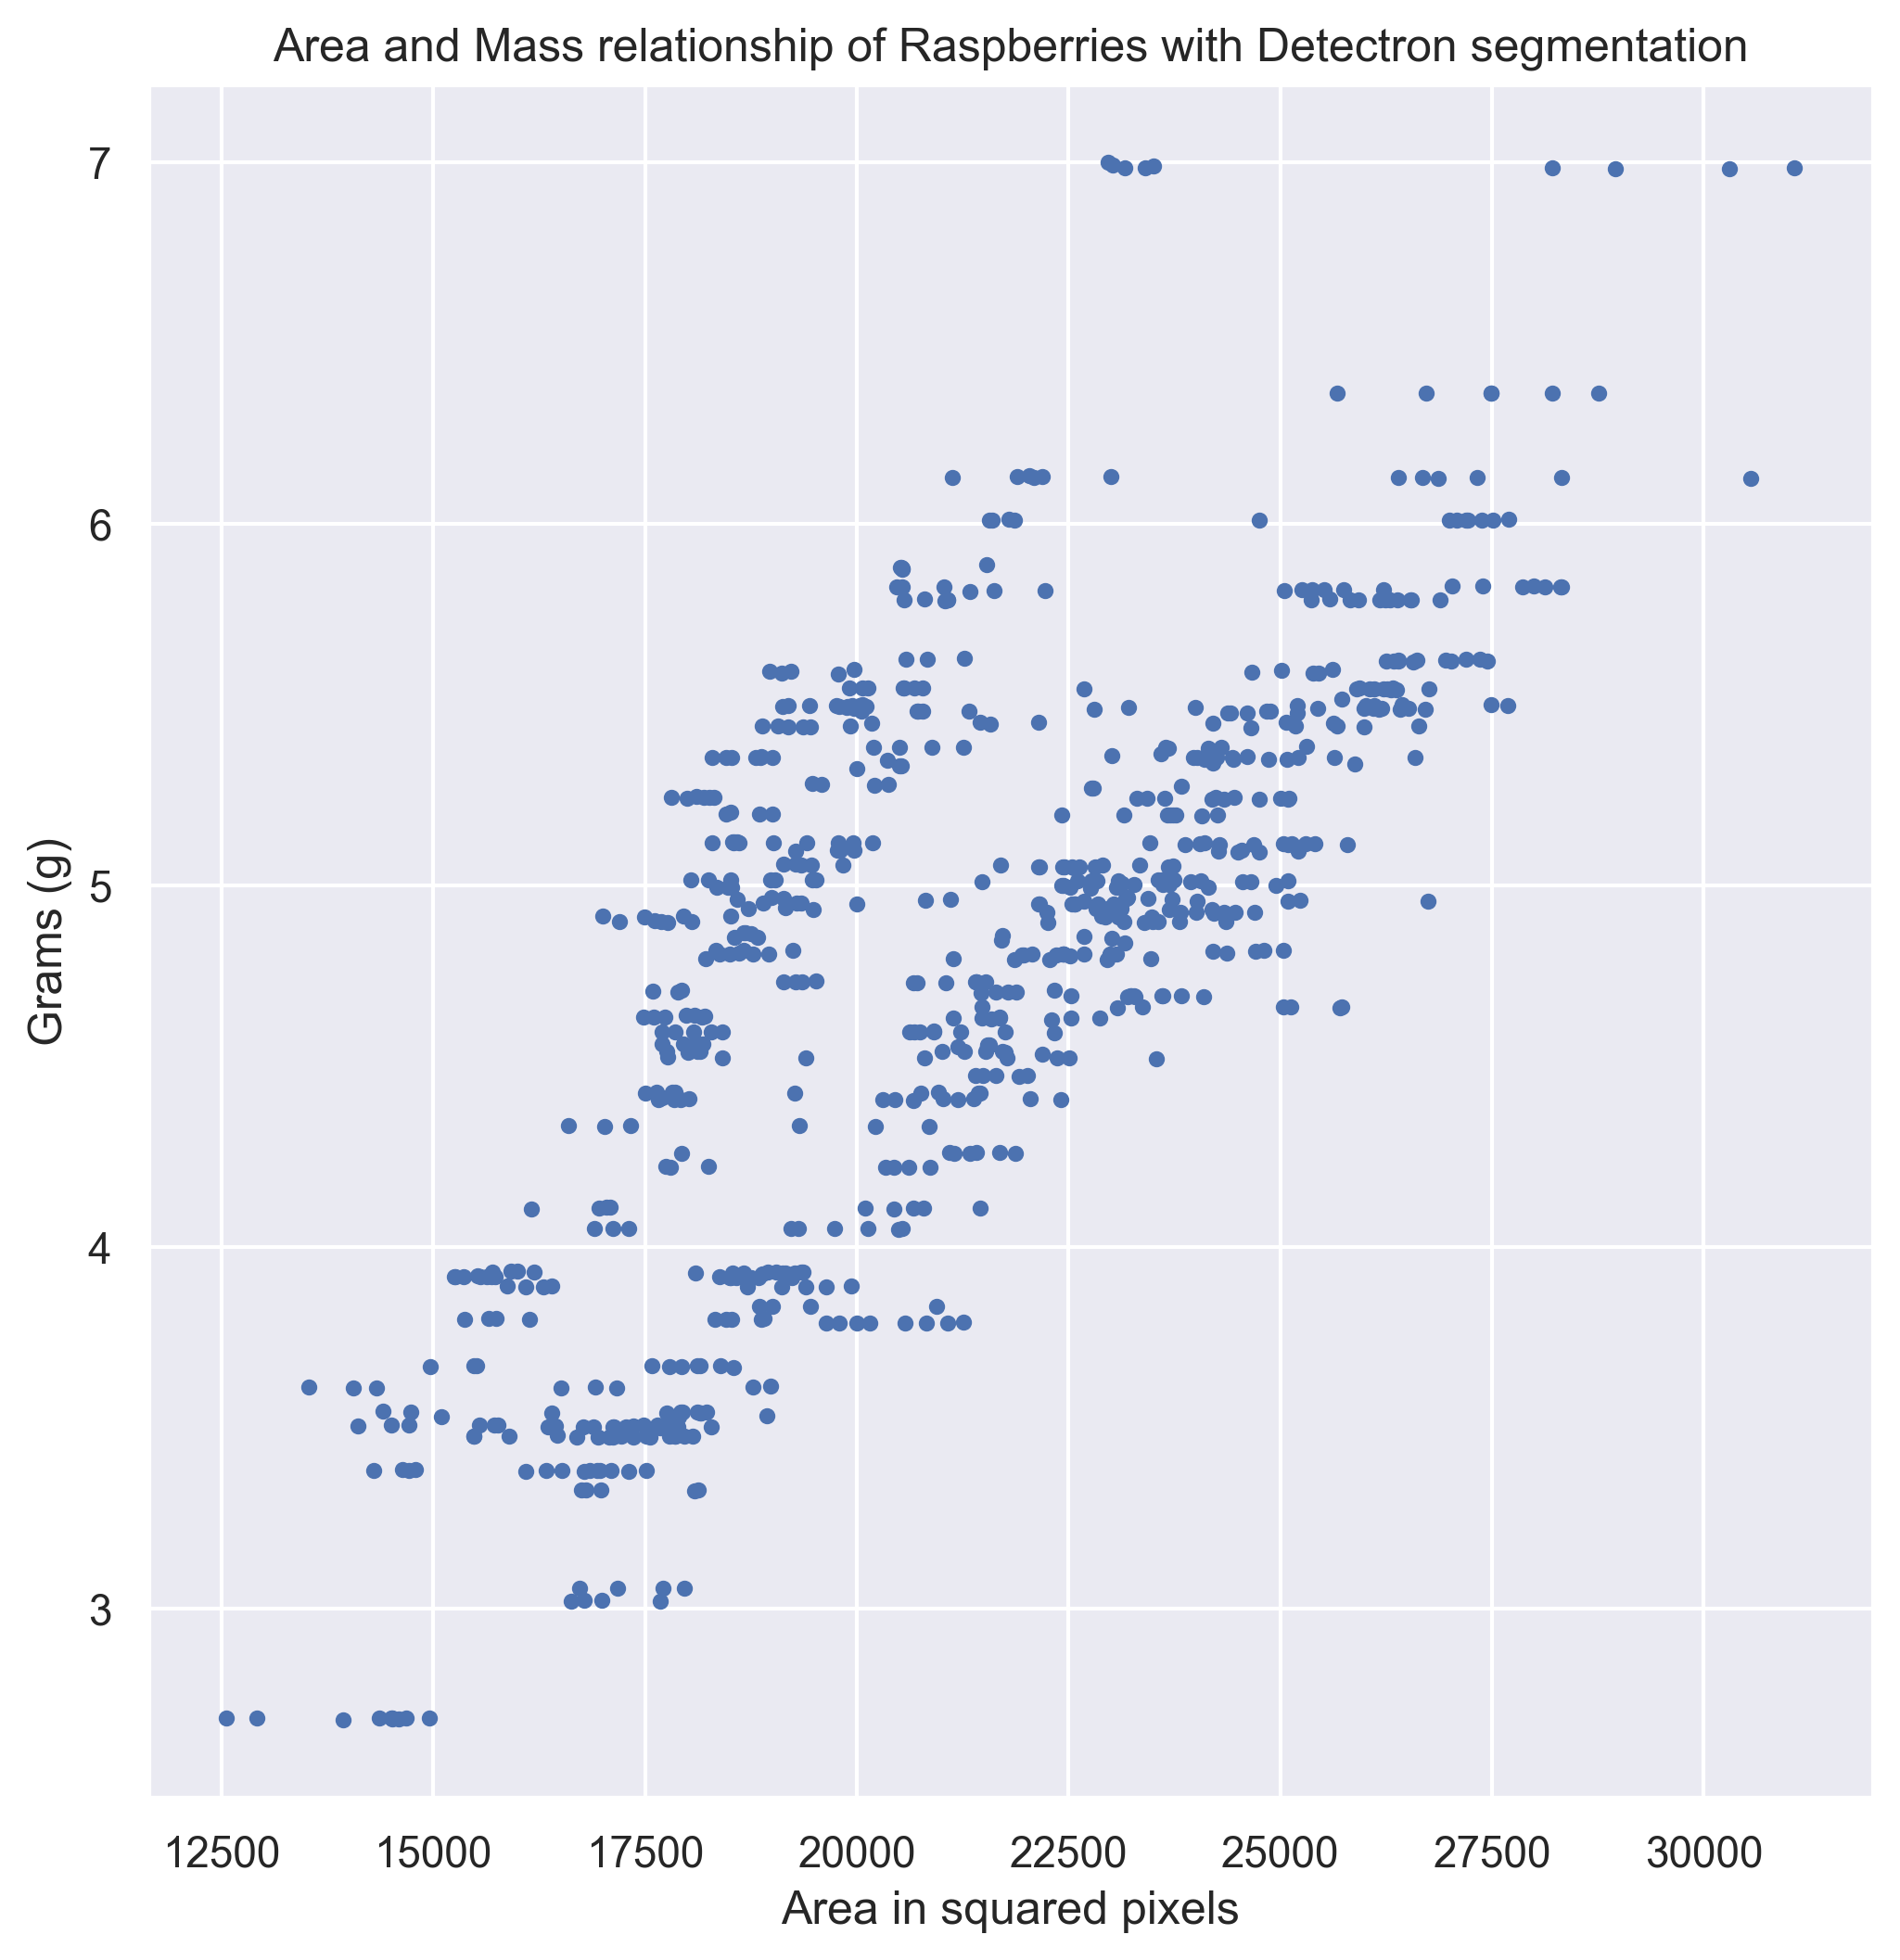 Area and Mass relationship of Raspberries with Detectron segmentation
7
6
5
4
3
Grams (g)
12500 15000 17500 20000 22500 25000 27500 30000
Area in squared pixels